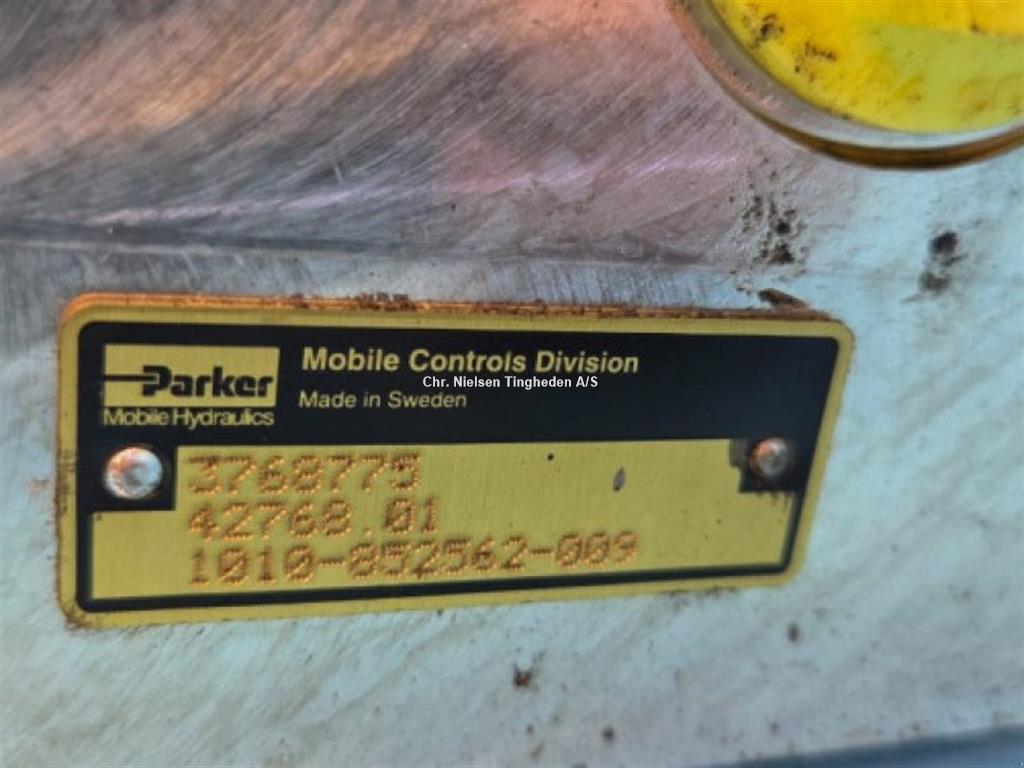 Parker
Mobile Hydraulics
Mobile Controls Division
Made in Sweden
Chr. Nielsen Tingheden A/S
3768775
42768.01
1010-852562-009